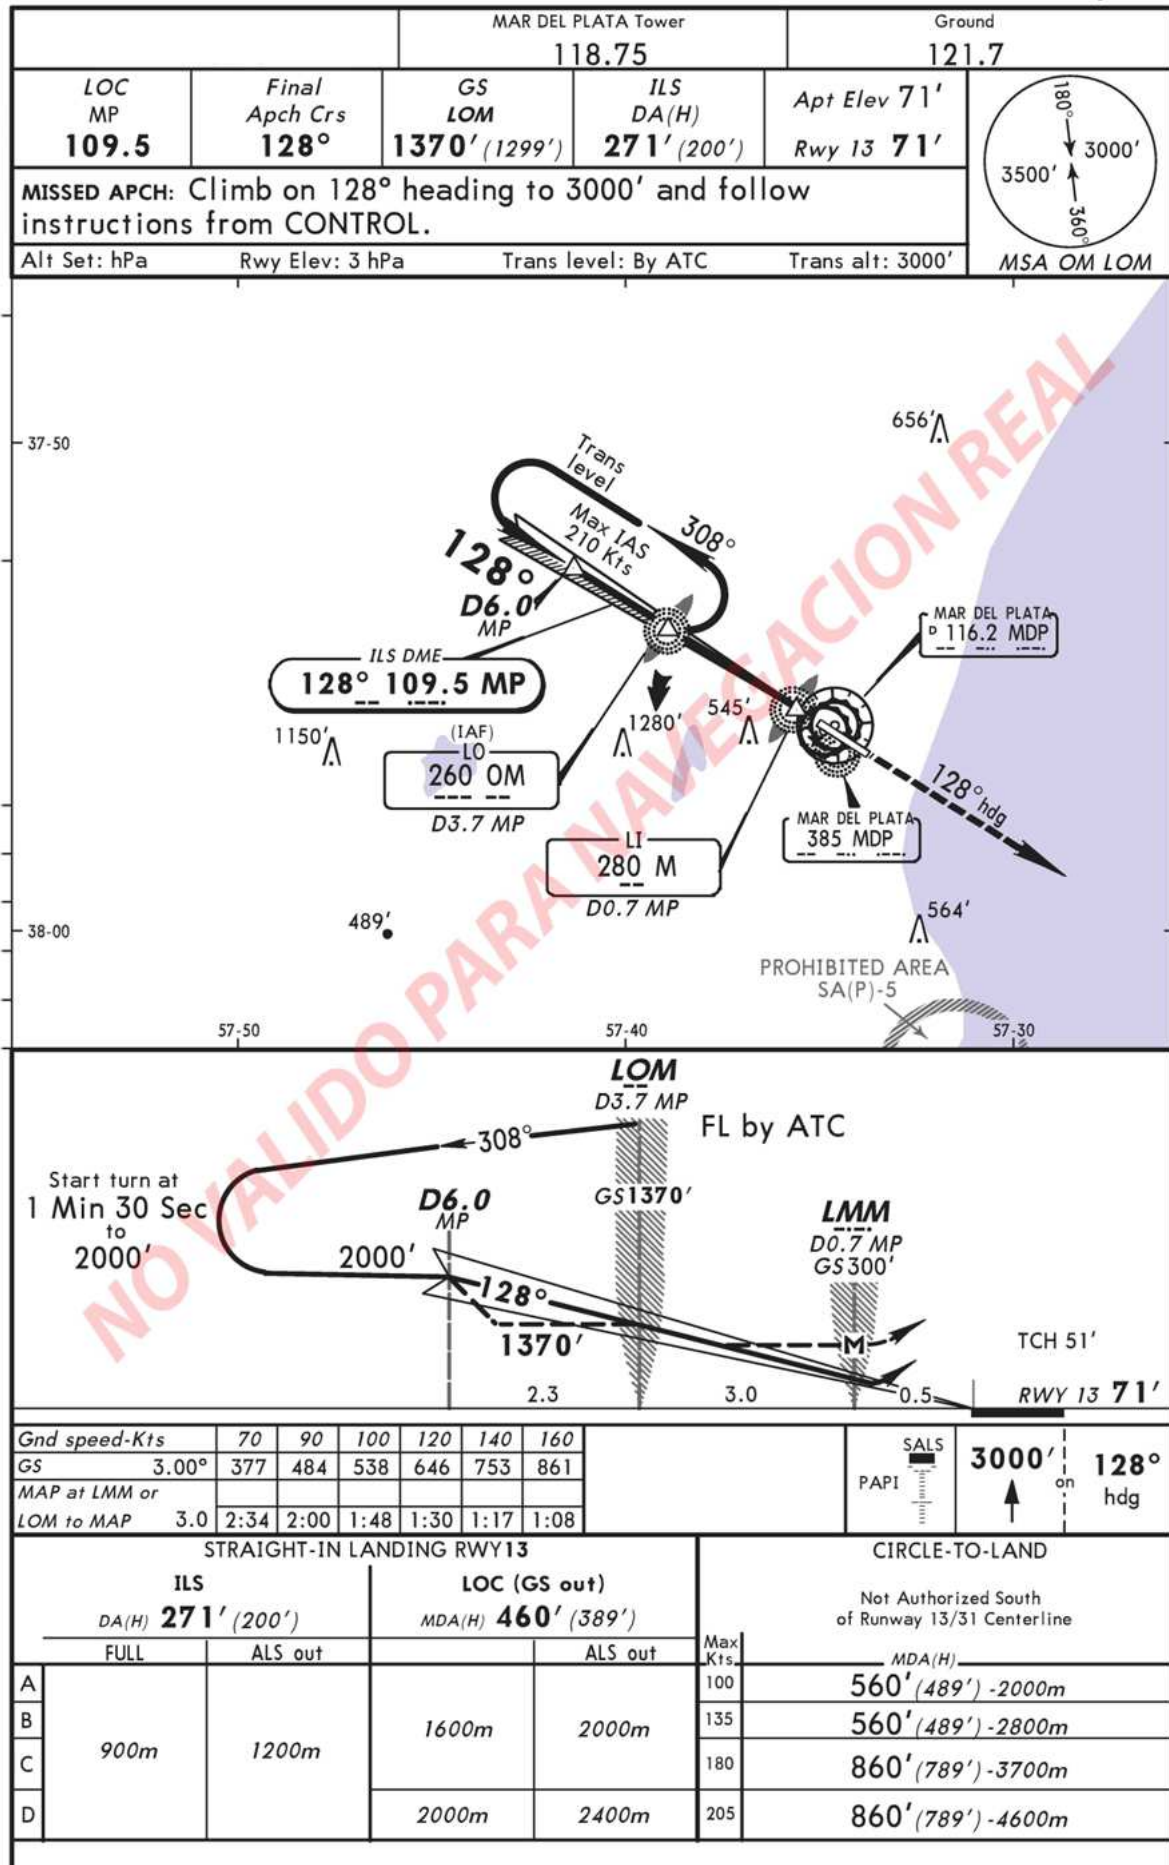 MAR DEL PLATA Tower
118.75
Ground
121.7
LOC
MP
109.5
Final
Apch Crs
128°
GS
LOM
1370' (1299')
ILS
DA(H)
271' (200')
Apt Elev 71'
Rwy 13 71'
180°
3000'
3500'
360°
MSA OM LOM
MISSED APCH: Climb on 128° heading to 3000' and follow
instructions from CONTROL.
Alt Set: hPa Rwy Elev: 3 hPa Trans level: By ATC Trans alt: 3000'
NO VALIDO PARA NAVEGACION REAL
37-50
656'
Trans
level
Max IAS
210 Kts
308°
128°
D6.0
MP
MAR DEL PLATA
D 116.2 MDP
ILS DME
128° 109.5 MP
1150'
(IAF)
LO
260 OM
D3.7 MP
1280'
545'
128° hdg
MAR DEL PLATA
385 MDP
LI
280 M
D0.7 MP
489'
564'
38-00
PROHIBITED AREA
SA(P)-5
57-50
57-40
57-30
LOM
D3.7 MP
FL by ATC
308°
Start turn at
1 Min 30 Sec
to
2000'
D6.0
MP
GS1370'
LMM
D0.7 MP
GS300'
2000'
128°
1370'
M
TCH 51'
2.3
3.0
0.5
RWY 13 71'
Gnd speed-Kts 70 90 100 120 140 160
GS 3.00° 377 484 538 646 753 861
MAP at LMM or
LOM to MAP 3.0 2:34 2:00 1:48 1:30 1:17 1:08
SALS
PAPI
3000'
on
128°
hdg
STRAIGHT-IN LANDING RWY13
ILS
DA(H) 271' (200')
LOC (GS out)
MDA(H) 460' (389')
FULL
ALS out
ALS out
CIRCLE-TO-LAND
Not Authorized South
of Runway 13/31 Centerline
Max
Kts
MDA(H)
A
B
C
D
900m
1200m
1600m
2000m
2000m
2400m
100 560' (489') -2000m
135 560' (489') -2800m
180 860' (789') -3700m
205 860' (789') -4600m